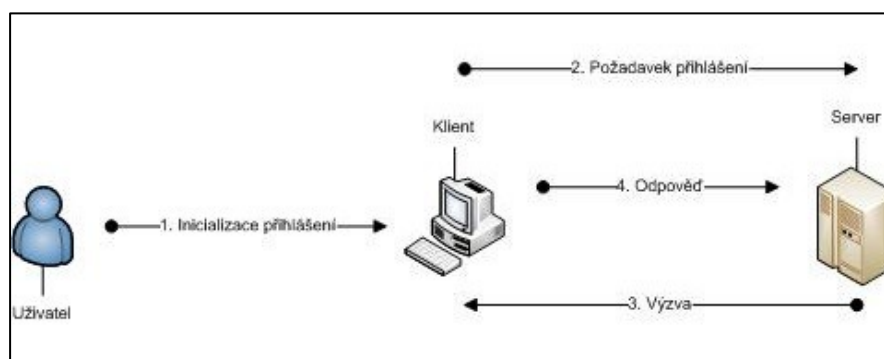 2. Požadavek přihlášení
Klient
Server
4. Odpověď
1. Inicializace přihlášení
3. Výzva
Uživatel